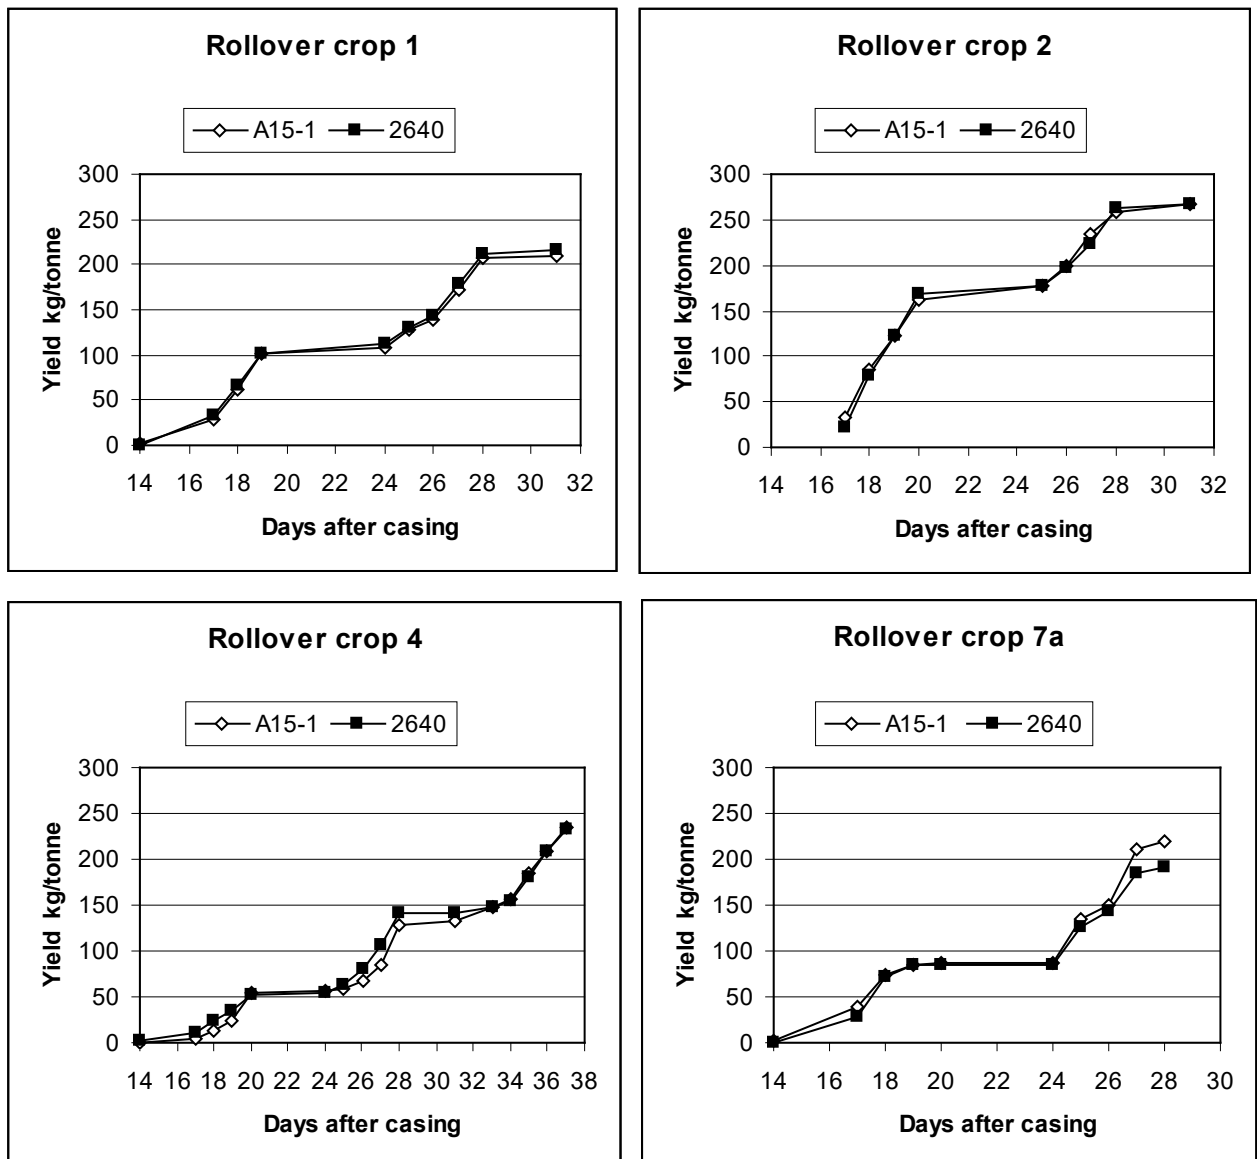 Rollover crop 1
A15-1 2640
300
250
200
150
100
50
0
Yield kg/tonne
14 16 18 20 22 24 26 28 30 32
Days after casing
Rollover crop 2
A15-1 2640
300
250
200
150
100
50
0
Yield kg/tonne
14 16 18 20 22 24 26 28 30 32
Days after casing
Rollover crop 4
A15-1 2640
300
250
200
150
100
50
0
Yield kg/tonne
14 16 18 20 22 24 26 28 30 32 34 36 38
Days after casing
Rollover crop 7a
A15-1 2640
300
250
200
150
100
50
0
Yield kg/tonne
14 16 18 20 22 24 26 28 30
Days after casing